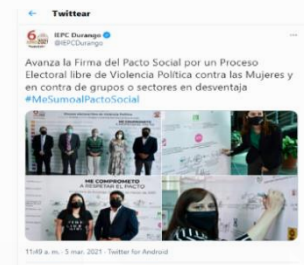 ← Twittear
IEPC Durango
@IEPCDurango
Avanza la Firma del Pacto Social por un Proceso
Electoral libre de Violencia Política contra las Mujeres y
en contra de grupos o sectores en desventaja
#MeSumoalPactoSocial
ME COMPROMETO
A RESPETAR EL PACTO
11:49 a. m. · 5 mar. 2021 · Twitter for Android